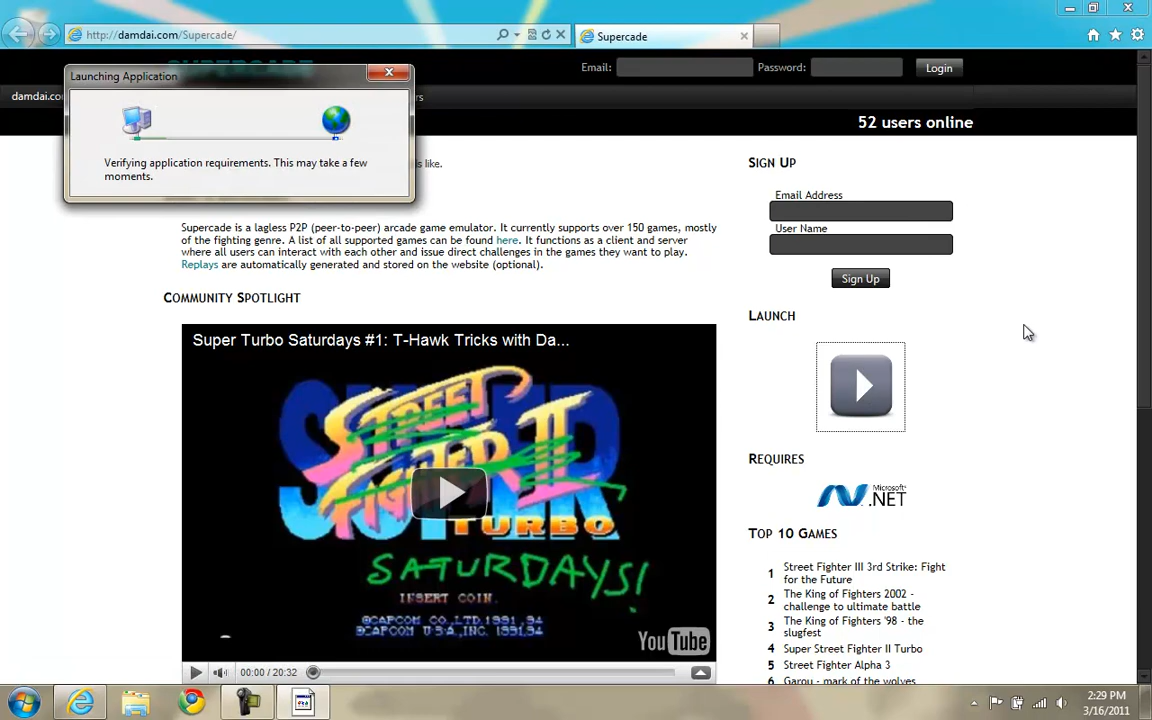 http://damdai.com/Supercade/
Supercade
Launching Application
Email:
Password:
Login
damdai.co
rs
52 users online
Verifying application requirements. This may take a few
moments.
s like.
Supercade is a lagless P2P (peer-to-peer) arcade game emulator. It currently supports over 150 games, mostly
of the fighting genre. A list of all supported games can be found here. It functions as a client and server
where all users can interact with each other and issue direct challenges in the games they want to play.
Replays are automatically generated and stored on the website (optional).
COMMUNITY SPOTLIGHT
Super Turbo Saturdays #1: T-Hawk Tricks with Da...
SUPER
STREET
FIGHTER II
TURBO
SATURDAYS!
INSERT COIN.
©CAPCOM CO.,LTD.1991,94
©CAPCOM U.S.A.,INC. 1991,94
YouTube
00:00 / 20:32
SIGN UP
Email Address
User Name
Sign Up
LAUNCH
REQUIRES
Microsoft®
.NET
TOP 10 GAMES
1 Street Fighter III 3rd Strike: Fight
for the Future
2 The King of Fighters 2002 -
challenge to ultimate battle
3 The King of Fighters '98 - the
slugfest
4 Super Street Fighter II Turbo
5 Street Fighter Alpha 3
6 Garou - mark of the wolves
2:29 PM
3/16/2011